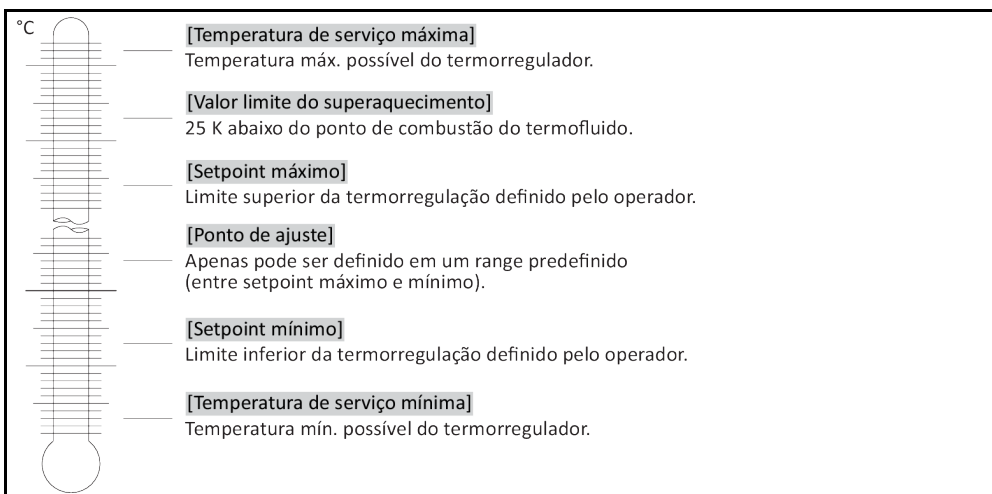 °C
[Temperatura de serviço máxima]
Temperatura máx. possível do termorregulador.
[Valor limite do superaquecimento]
25 K abaixo do ponto de combustão do termofluido.
[Setpoint máximo]
Limite superior da termorregulação definido pelo operador.
[Ponto de ajuste]
Apenas pode ser definido em um range predefinido
(entre setpoint máximo e mínimo).
[Setpoint mínimo]
Limite inferior da termorregulação definido pelo operador.
[Temperatura de serviço mínima]
Temperatura mín. possível do termorregulador.